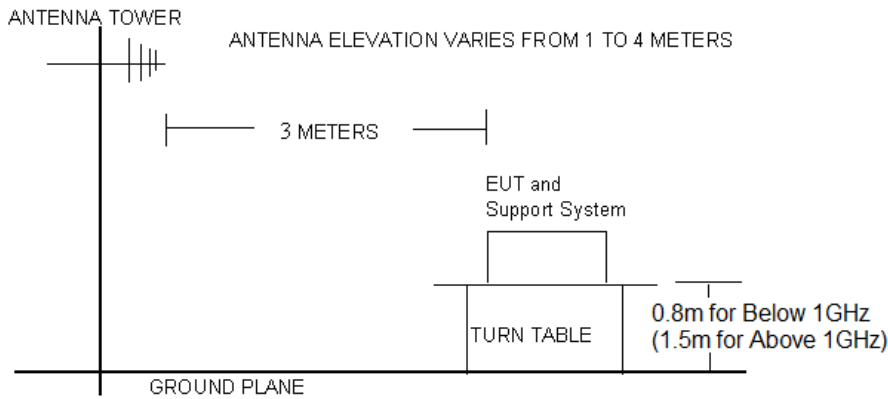 ANTENNA TOWER
ANTENNA ELEVATION VARIES FROM 1 TO 4 METERS
3 METERS
EUT and
Support System
0.8m for Below 1GHz
(1.5m for Above 1GHz)
TURN TABLE
GROUND PLANE